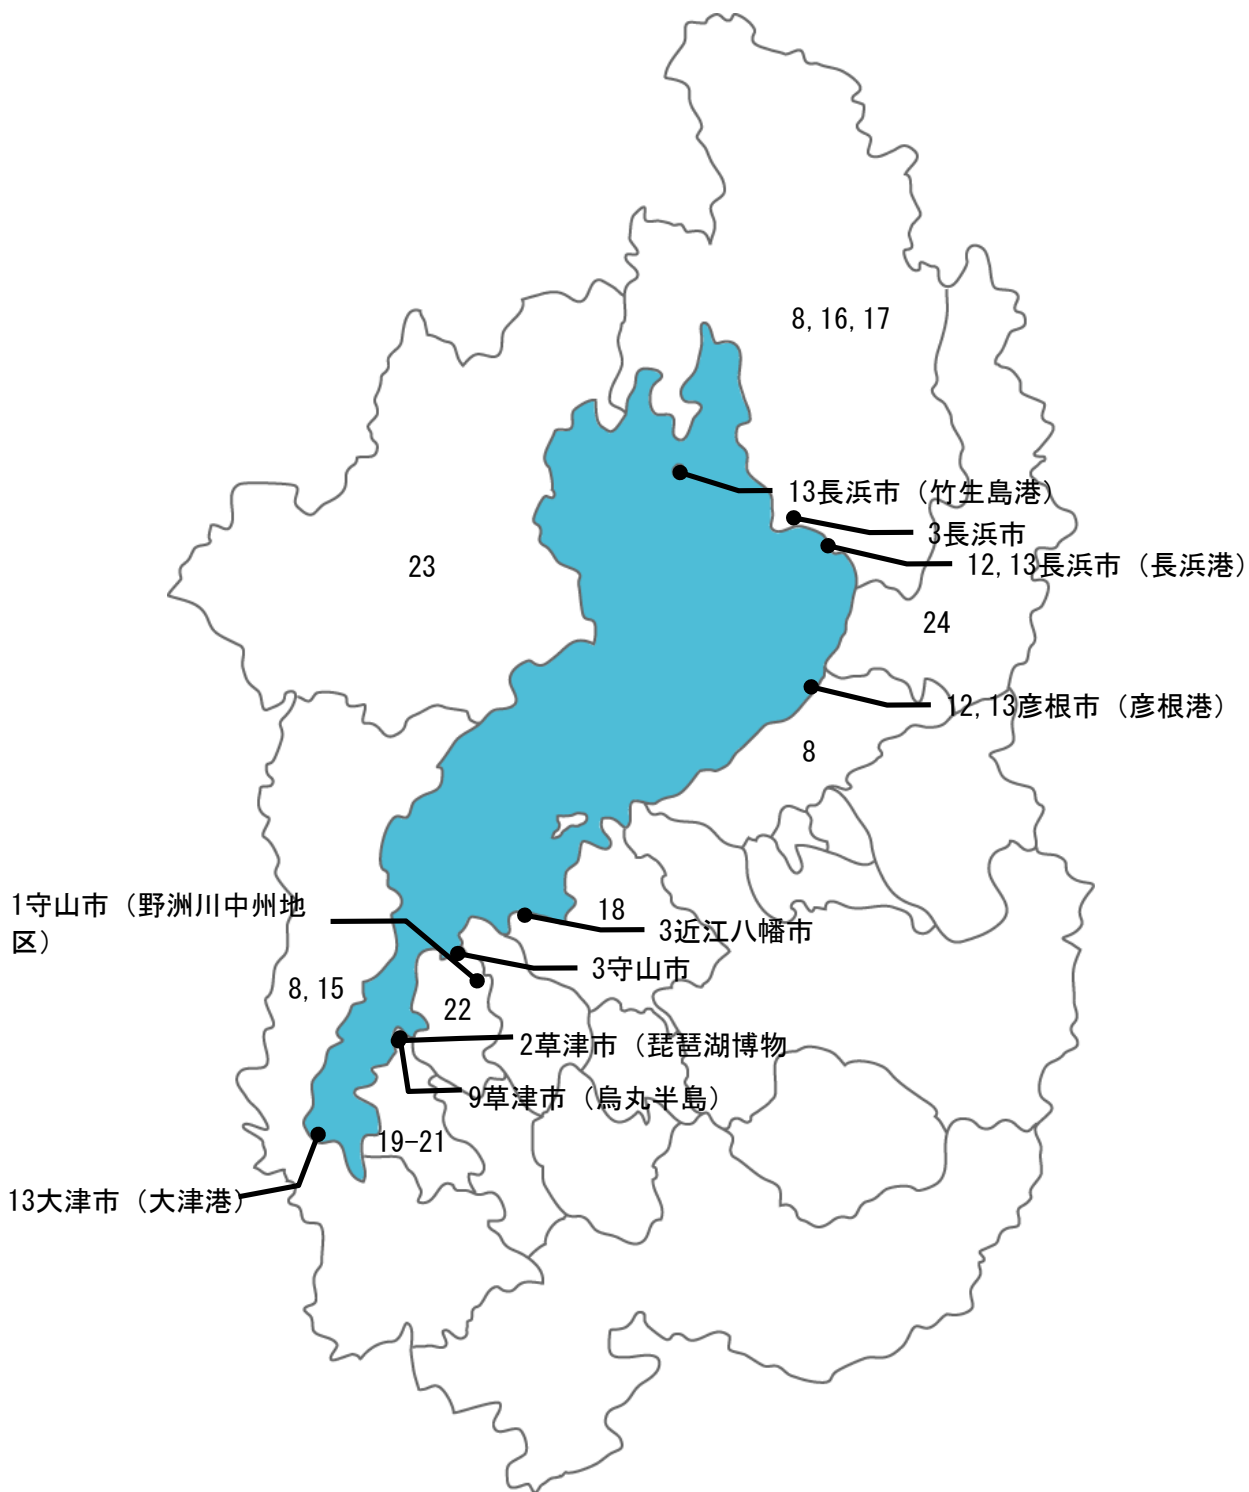 8,16,17
13長浜市（竹生島港）
3長浜市
12,13長浜市（長浜港）
23
24
12,13彦根市（彦根港）
8
1守山市（野洲川中州地
区）
18
3近江八幡市
3守山市
8,15
22
2草津市（琵琶湖博物
9草津市（烏丸半島）
19-21
13大津市（大津港）